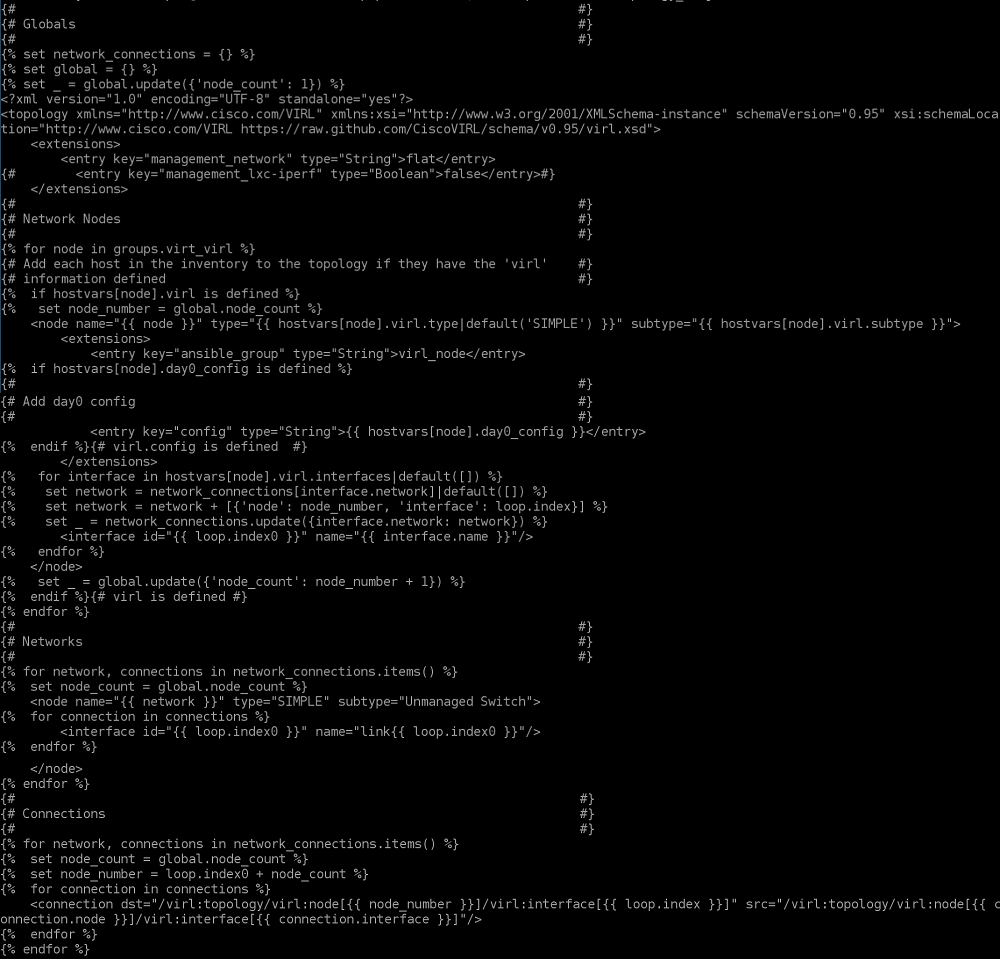 {#                                                                           #}
{# Globals                                                                   #}
{#                                                                           #}
{% set network_connections = {} %}
{% set global = {} %}
{% set _ = global.update({'node_count': 1}) %}
<?xml version="1.0" encoding="UTF-8" standalone="yes"?>
<topology xmlns="http://www.cisco.com/VIRL" xmlns:xsi="http://www.w3.org/2001/XMLSchema-instance" schemaVersion="0.95" xsi:schemaLoca
tion="http://www.cisco.com/VIRL https://raw.github.com/CiscoVIRL/schema/v0.95/virl.xsd">
    <extensions>
        <entry key="management_network" type="String">flat</entry>
{#        <entry key="management_lxc-iperf" type="Boolean">false</entry>#}
    </extensions>
{#                                                                           #}
{# Network Nodes                                                             #}
{#                                                                           #}
{% for node in groups.virt_virl %}
{# Add each host in the inventory to the topology if they have the 'virl'    #}
{# information defined                                                       #}
{%  if hostvars[node].virl is defined %}
{%   set node_number = global.node_count %}
    <node name="{{ node }}" type="{{ hostvars[node].virl.type|default('SIMPLE') }}" subtype="{{ hostvars[node].virl.subtype }}">
        <extensions>
            <entry key="ansible_group" type="String">virl_node</entry>
{%  if hostvars[node].day0_config is defined %}
{#                                                                           #}
{# Add day0 config                                                           #}
{#                                                                           #}
            <entry key="config" type="String">{{ hostvars[node].day0_config }}</entry>
{%  endif %}{# virl.config is defined  #}
        </extensions>
{%   for interface in hostvars[node].virl.interfaces|default([]) %}
{%    set network = network_connections[interface.network]|default([]) %}
{%    set network = network + [{'node': node_number, 'interface': loop.index}] %}
{%    set _ = network_connections.update({interface.network: network}) %}
        <interface id="{{ loop.index0 }}" name="{{ interface.name }}"/>
{%   endfor %}
    </node>
{%   set _ = global.update({'node_count': node_number + 1}) %}
{%  endif %}{# virl is defined #}
{% endfor %}
{#                                                                           #}
{# Networks                                                                  #}
{#                                                                           #}
{% for network, connections in network_connections.items() %}
{%  set node_count = global.node_count %}
    <node name="{{ network }}" type="SIMPLE" subtype="Unmanaged Switch">
{%  for connection in connections %}
        <interface id="{{ loop.index0 }}" name="link{{ loop.index0 }}"/>
{%  endfor %}
    </node>
{% endfor %}
{#                                                                           #}
{# Connections                                                               #}
{#                                                                           #}
{% for network, connections in network_connections.items() %}
{%  set node_count = global.node_count %}
{%  set node_number = loop.index0 + node_count %}
{%  for connection in connections %}
    <connection dst="/virl:topology/virl:node[{{ node_number }}]/virl:interface[{{ loop.index }}]" src="/virl:topology/virl:node[{{ c
onnection.node }}]/virl:interface[{{ connection.interface }}]"/>
{%  endfor %}
{% endfor %}